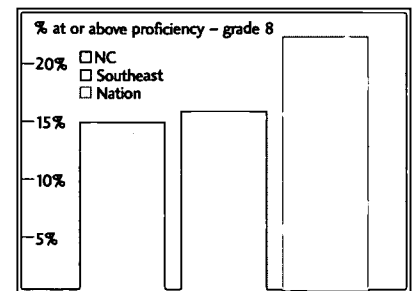 % at or above proficiency – grade 8
20%
NC
Southeast
Nation
15%
10%
5%